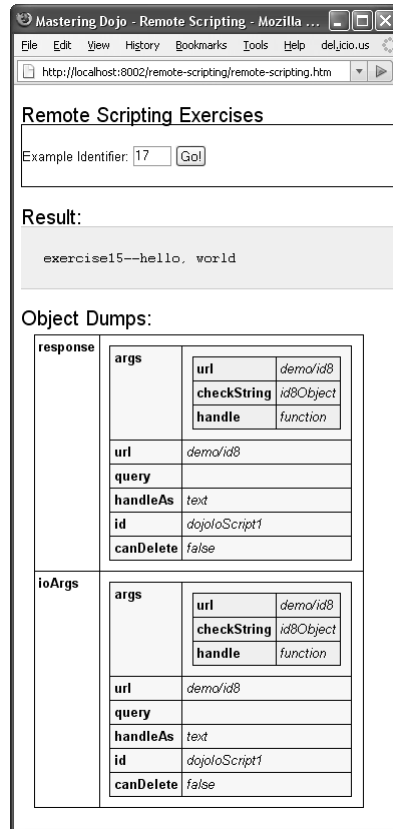 Mastering Dojo - Remote Scripting - Mozilla ...
File Edit View History Bookmarks Tools Help del.icio.us
http://localhost:8002/remote-scripting/remote-scripting.htm
Remote Scripting Exercises
Example Identifier: 17 Go!
Result:
exercise15--hello, world
Object Dumps:
response
args
url demo/id8
checkString id8Object
handle function
url demo/id8
query
handleAs text
id dojoIoScript1
canDelete false
ioArgs
args
url demo/id8
checkString id8Object
handle function
url demo/id8
query
handleAs text
id dojoIoScript1
canDelete false